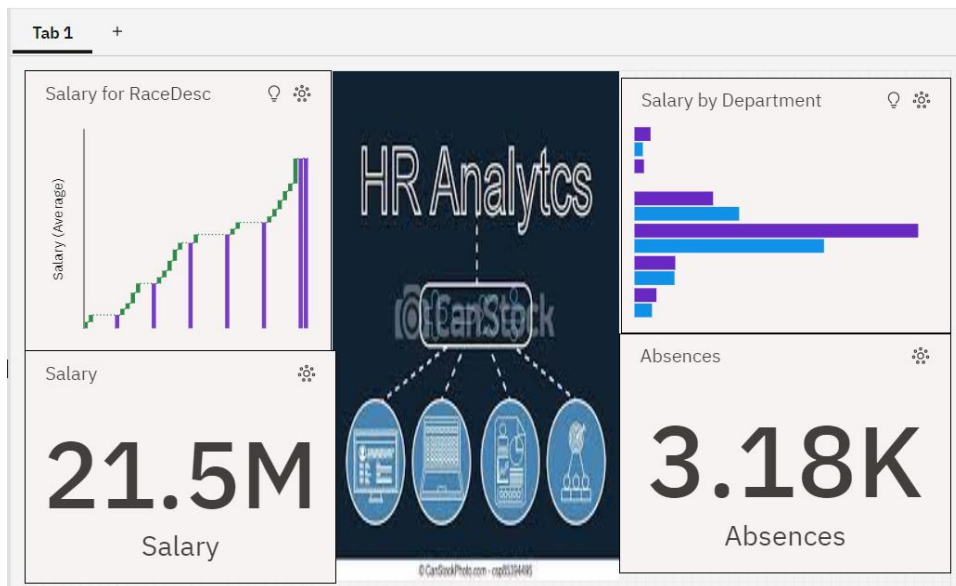 Tab 1 +
Salary for RaceDesc
Salary (Average)
Salary
21.5M
Salary
HR Analytcs
CanStock
© CanStockPhoto.com - csp85394495
Salary by Department
Absences
3.18K
Absences